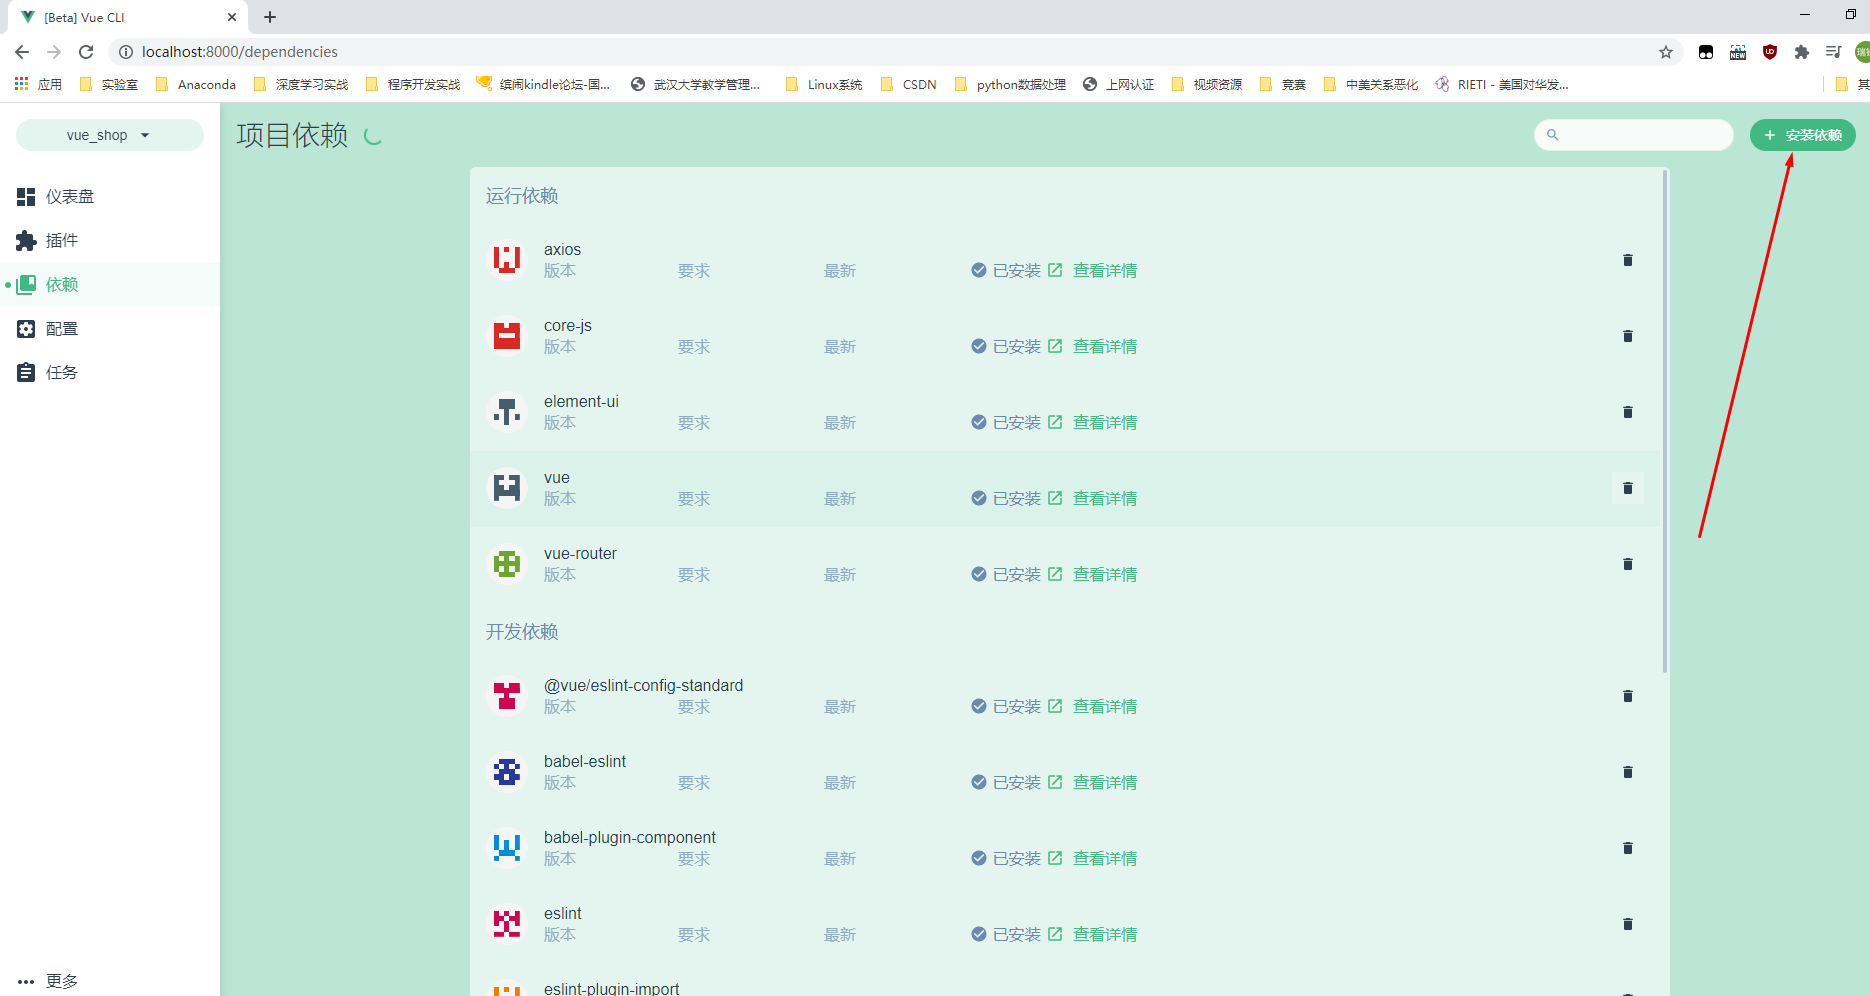 [Beta] Vue CLI
localhost:8000/dependencies
应用 实验室 Anaconda 深度学习实战 程序开发实战 缤闹kindle论坛-国... 武汉大学教学管理... Linux系统 CSDN python数据处理 上网认证 视频资源 竞赛 中美关系恶化 RIETI - 美国对华发... 其
vue_shop
项目依赖
安装依赖
仪表盘
插件
依赖
配置
任务
更多
运行依赖
axios
版本 要求 最新 已安装 查看详情
core-js
版本 要求 最新 已安装 查看详情
element-ui
版本 要求 最新 已安装 查看详情
vue
版本 要求 最新 已安装 查看详情
vue-router
版本 要求 最新 已安装 查看详情
开发依赖
@vue/eslint-config-standard
版本 要求 最新 已安装 查看详情
babel-eslint
版本 要求 最新 已安装 查看详情
babel-plugin-component
版本 要求 最新 已安装 查看详情
eslint
版本 要求 最新 已安装 查看详情
eslint-plugin-import